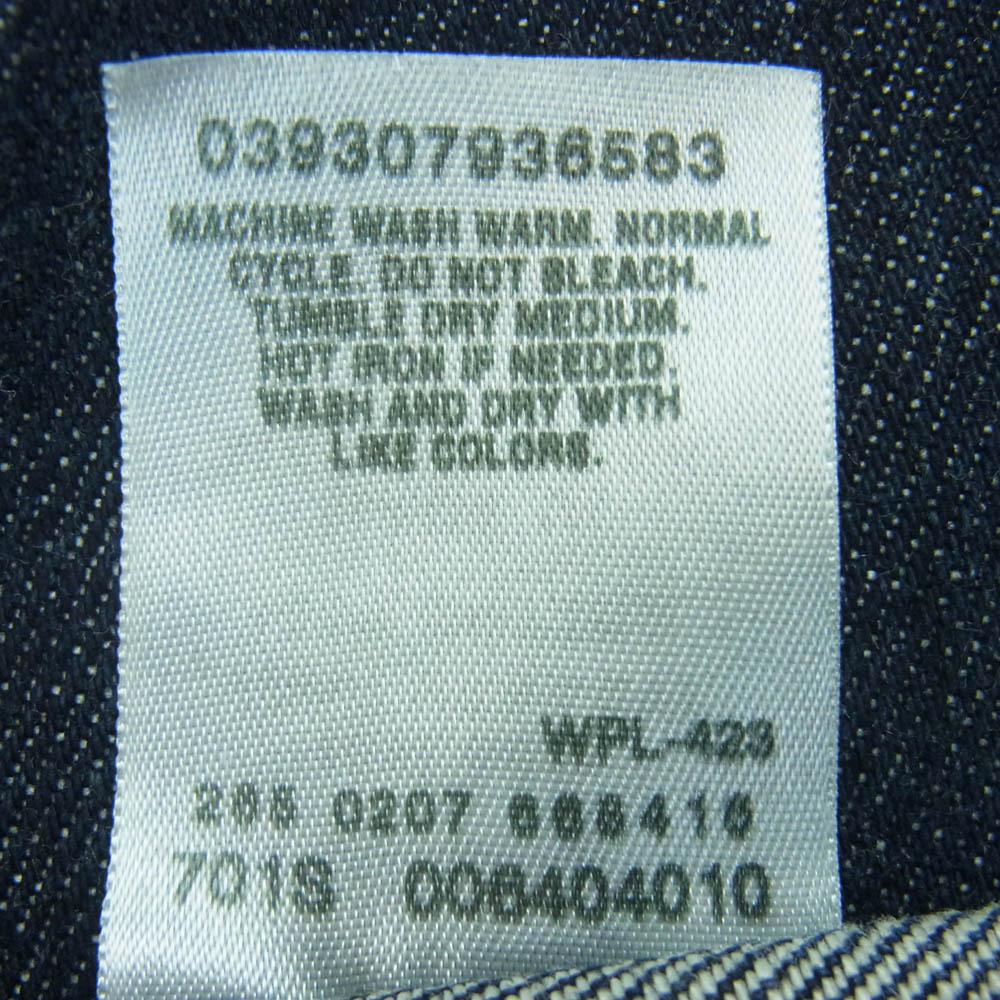 039307936583
MACHINE WASH WARM. NORMAL
CYCLE. DO NOT BLEACH.
TUMBLE DRY MEDIUM.
HOT IRON IF NEEDED.
WASH AND DRY WITH
LIKE COLORS.
WPL-423
0207
701S 006404010